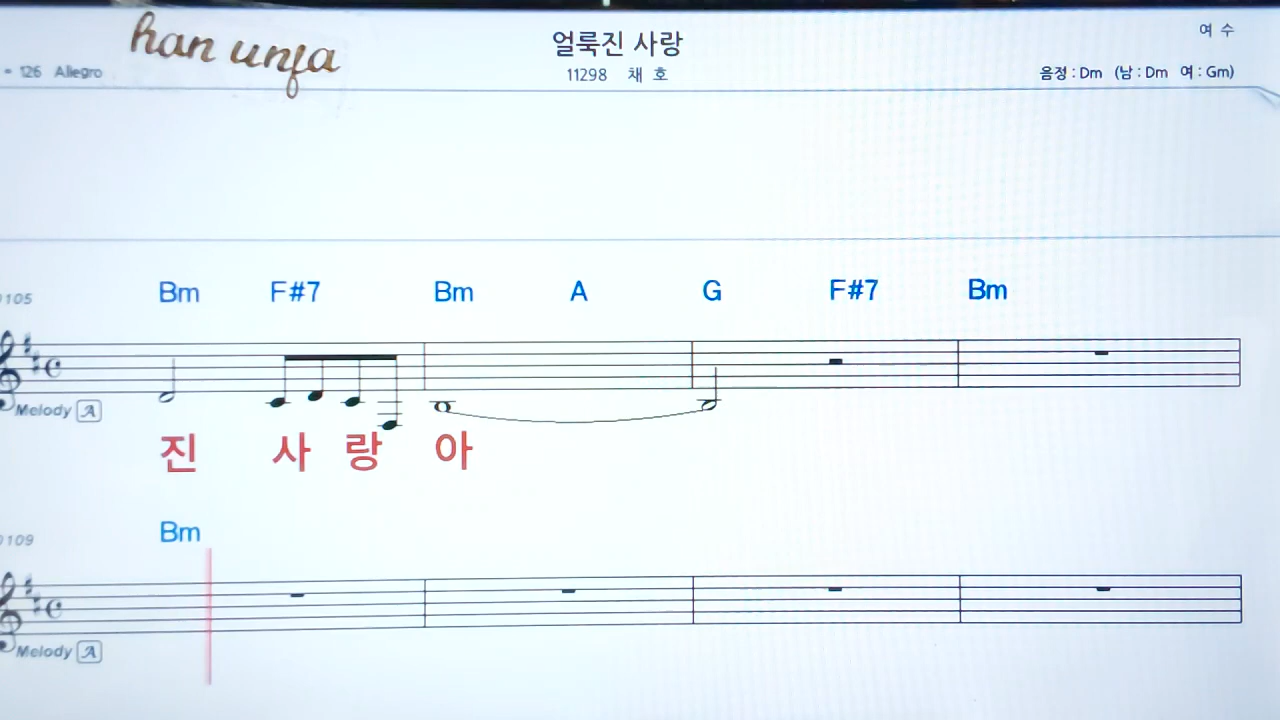 han unfa
얼룩진 사랑
여 수
= 126 Allegro
11298 채 호
음정 : Dm (남 : Dm 여 : Gm)
0105
Bm F#7 Bm A G F#7 Bm
Melody A
진 사 랑 아
0109
Bm
Melody A